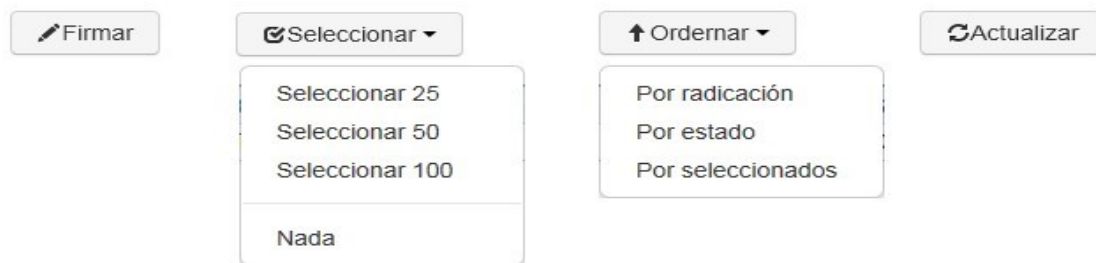 Firmar
Seleccionar
Seleccionar 25
Seleccionar 50
Seleccionar 100
Nada
Ordernar
Por radicación
Por estado
Por seleccionados
Actualizar